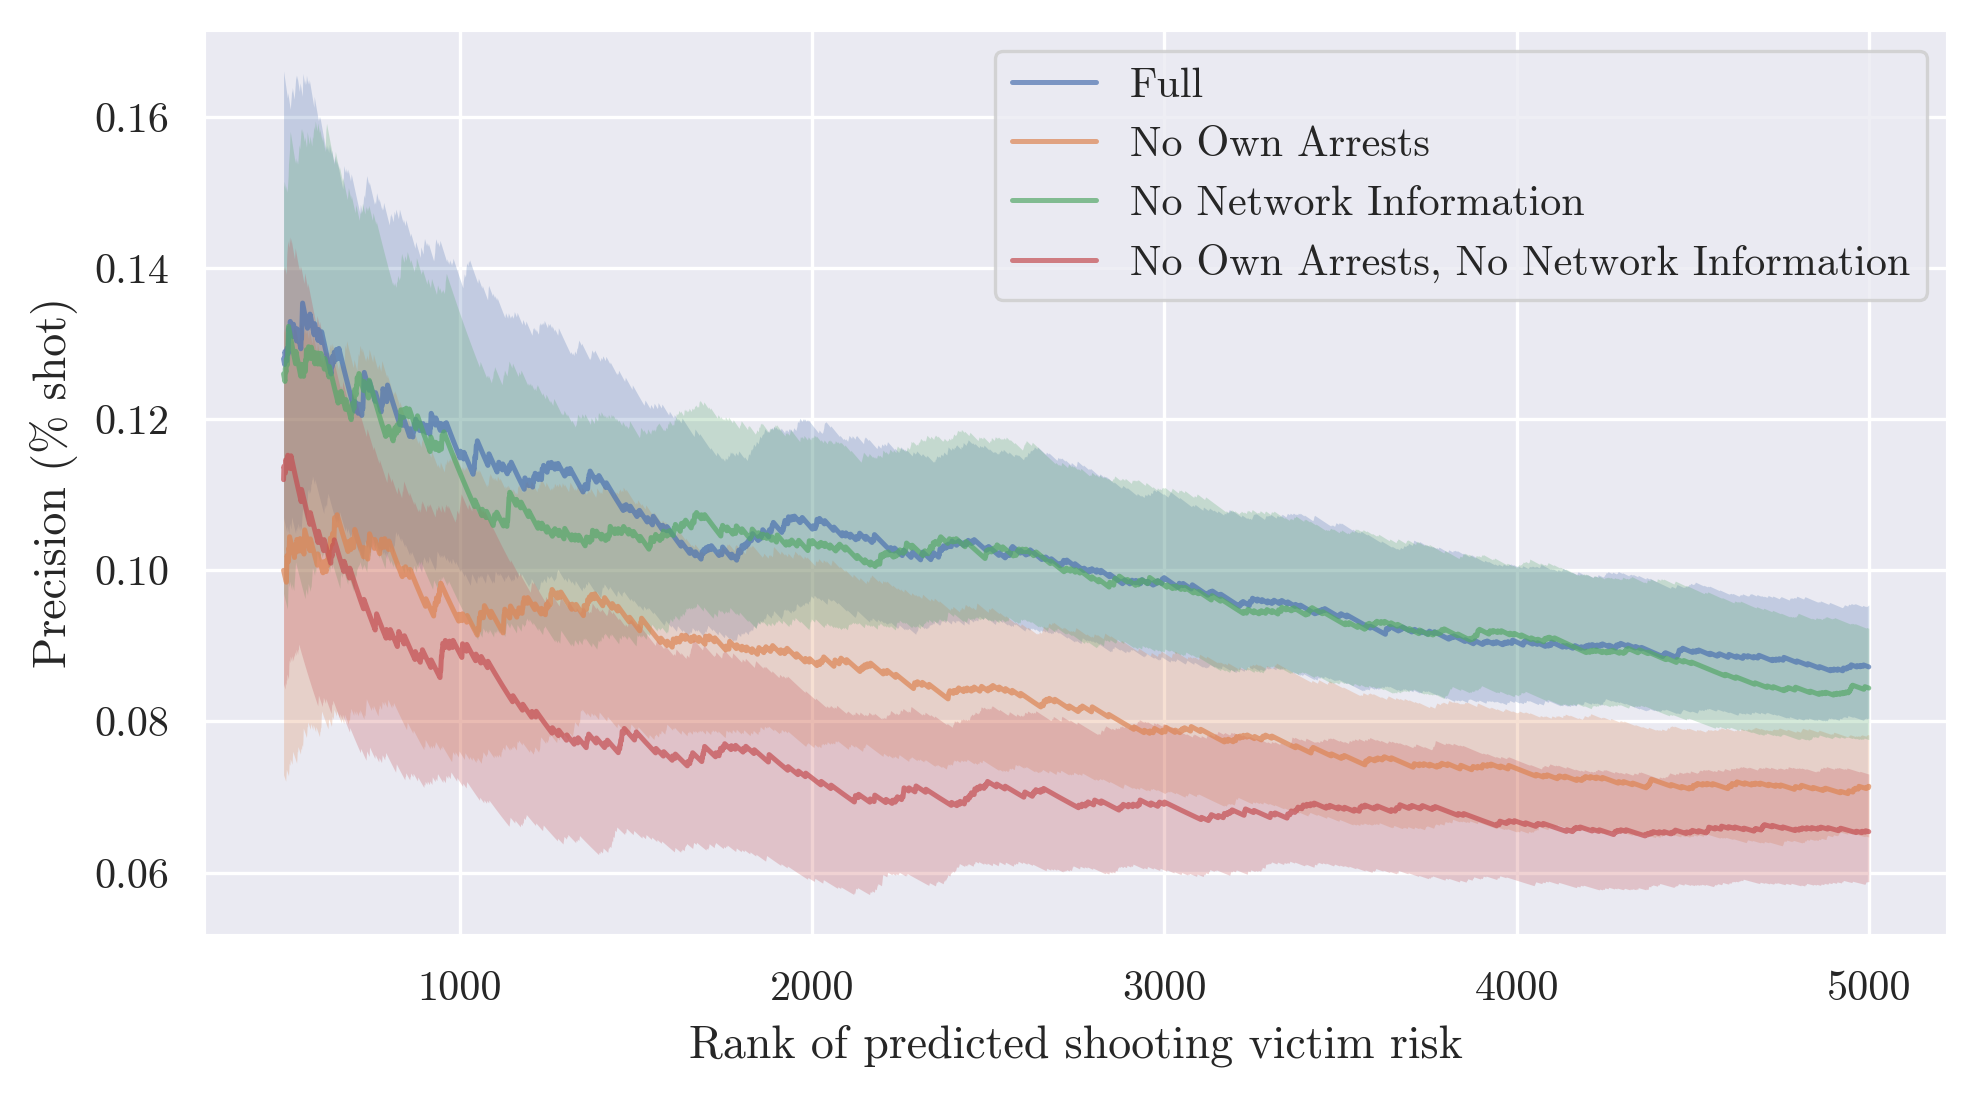 Full
No Own Arrests
No Network Information
No Own Arrests, No Network Information
Precision (% shot)
0.16
0.14
0.12
0.10
0.08
0.06
1000 2000 3000 4000 5000
Rank of predicted shooting victim risk